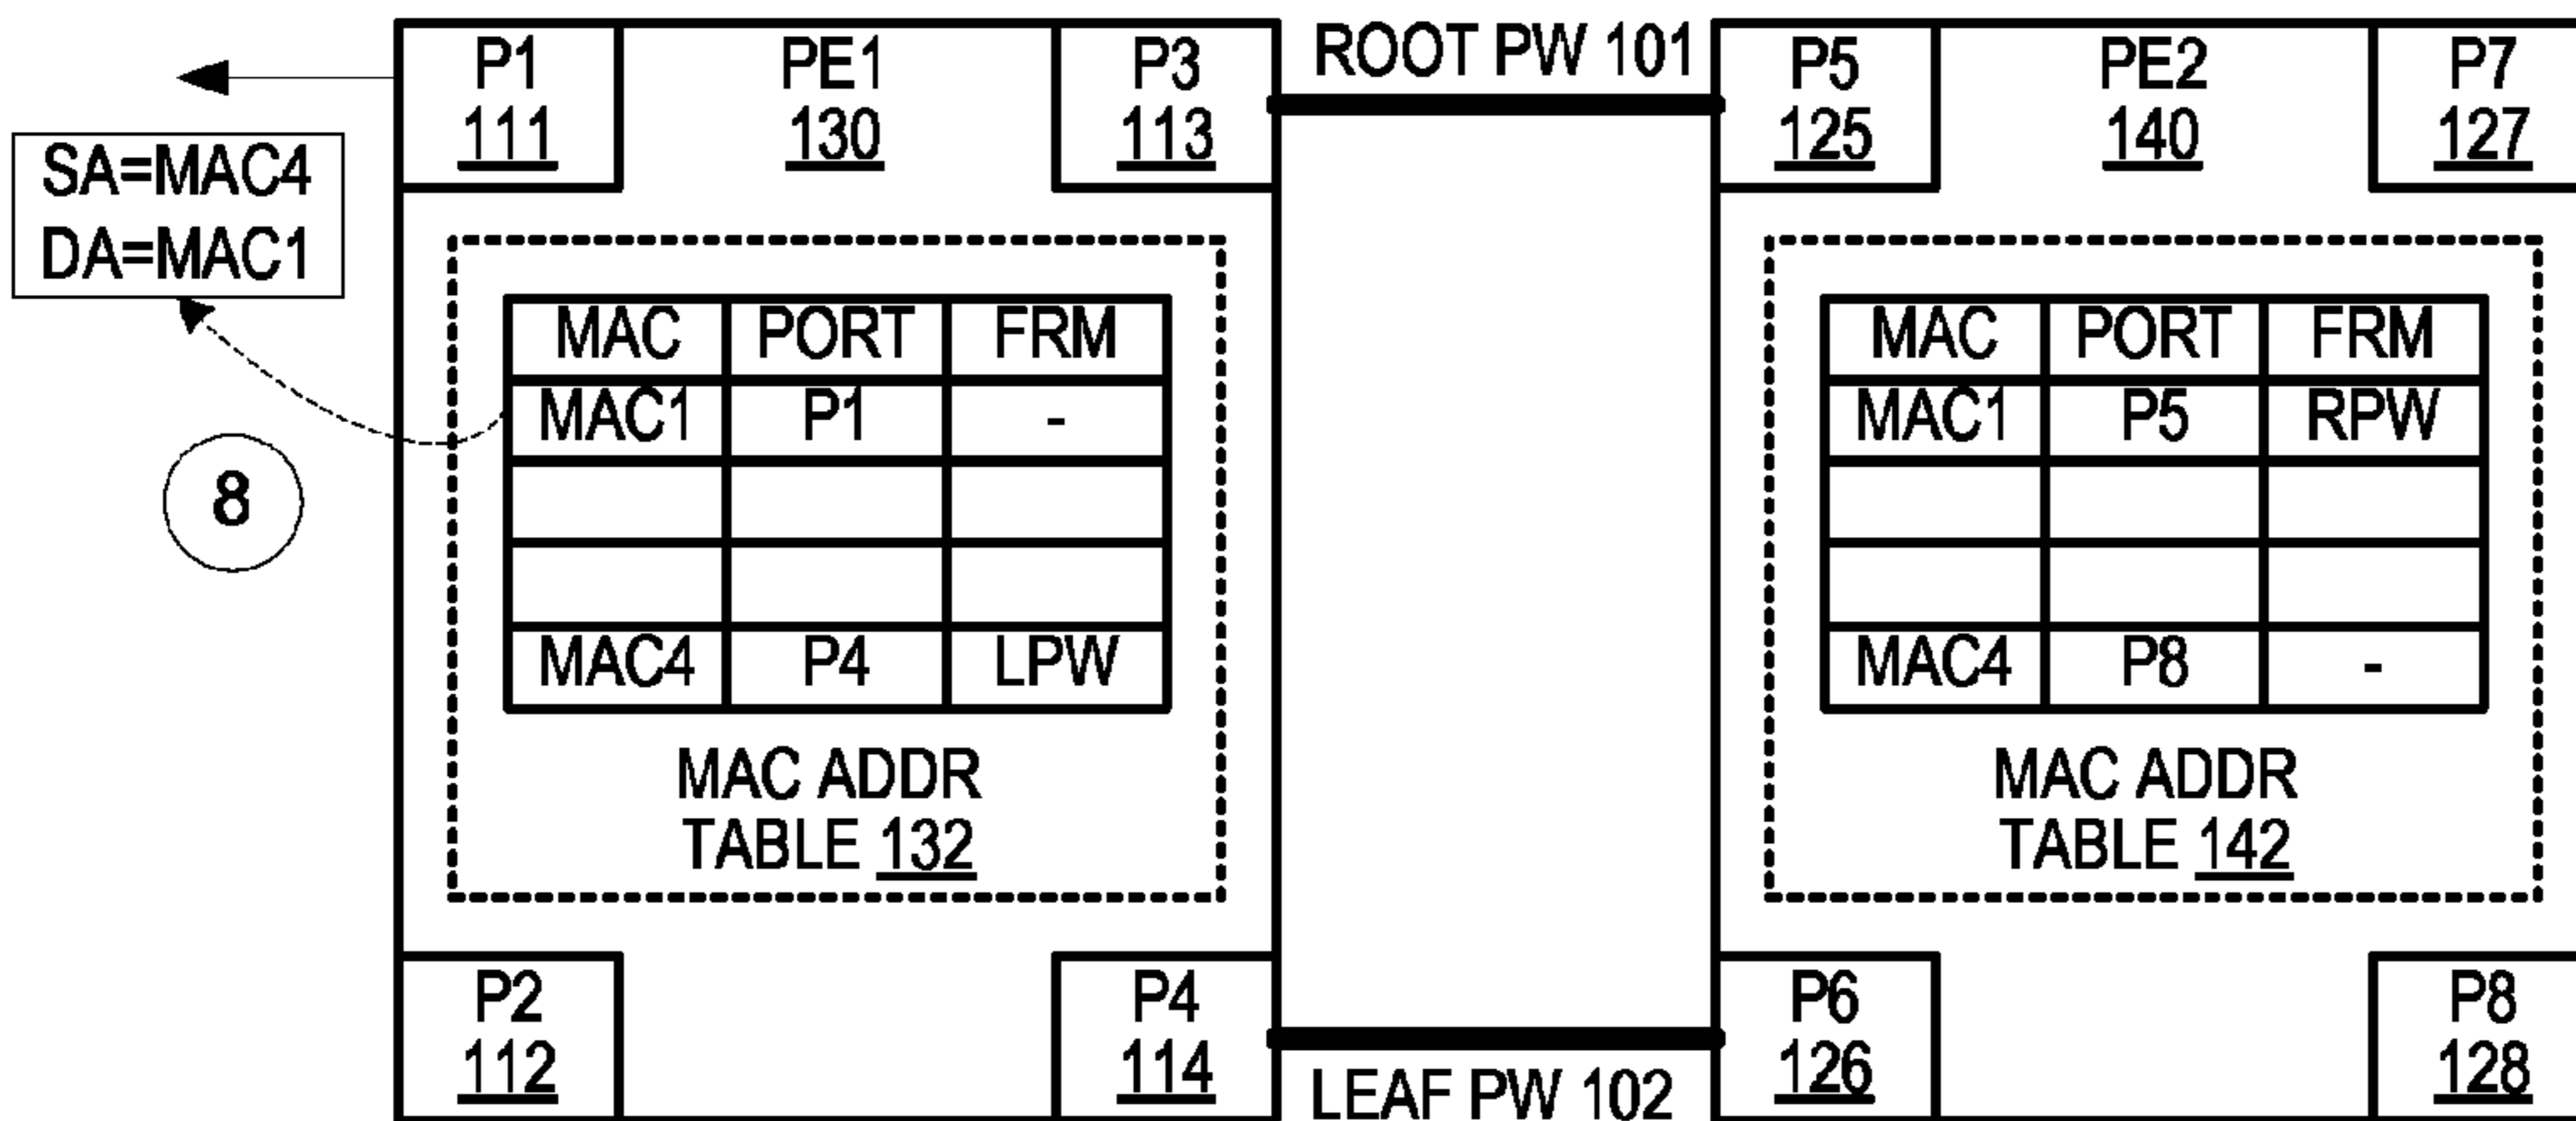 P1
111
PE1
130
P3
113
ROOT PW 101
P5
125
PE2
140
P7
127
SA=MAC4
DA=MAC1
8
MAC PORT FRM
MAC1 P1 -
MAC4 P4 LPW
MAC ADDR
TABLE 132
MAC PORT FRM
MAC1 P5 RPW
MAC4 P8 -
MAC ADDR
TABLE 142
P2
112
P4
114
LEAF PW 102
P6
126
P8
128